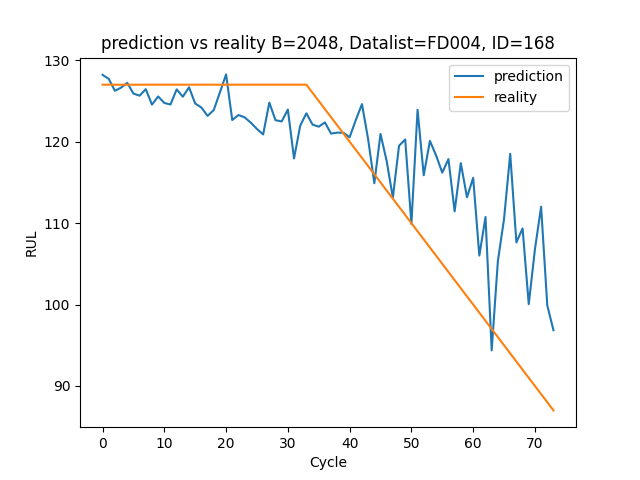 prediction vs reality B=2048, Datalist=FD004, ID=168
prediction
reality
130
120
110
100
90
RUL
0 10 20 30 40 50 60 70
Cycle